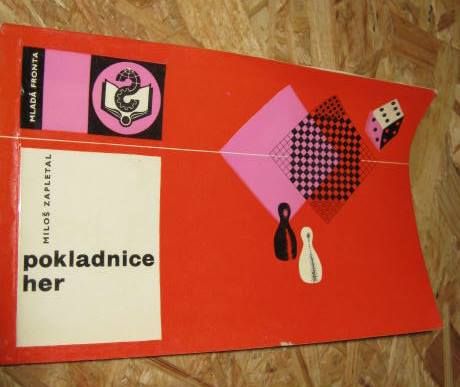 MLADÁ FRONTA
MILOŠ ZAPLETAL
pokladnice
her